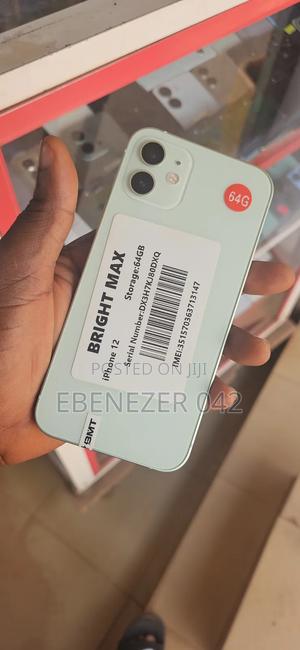 64G
BRIGHT MAX
iPhone 12
Storage:64GB
Serial Number:DX3H7KJ80DXQ
IMEI:351570363713147
POSTED ON JIJI
EBENEZER 042